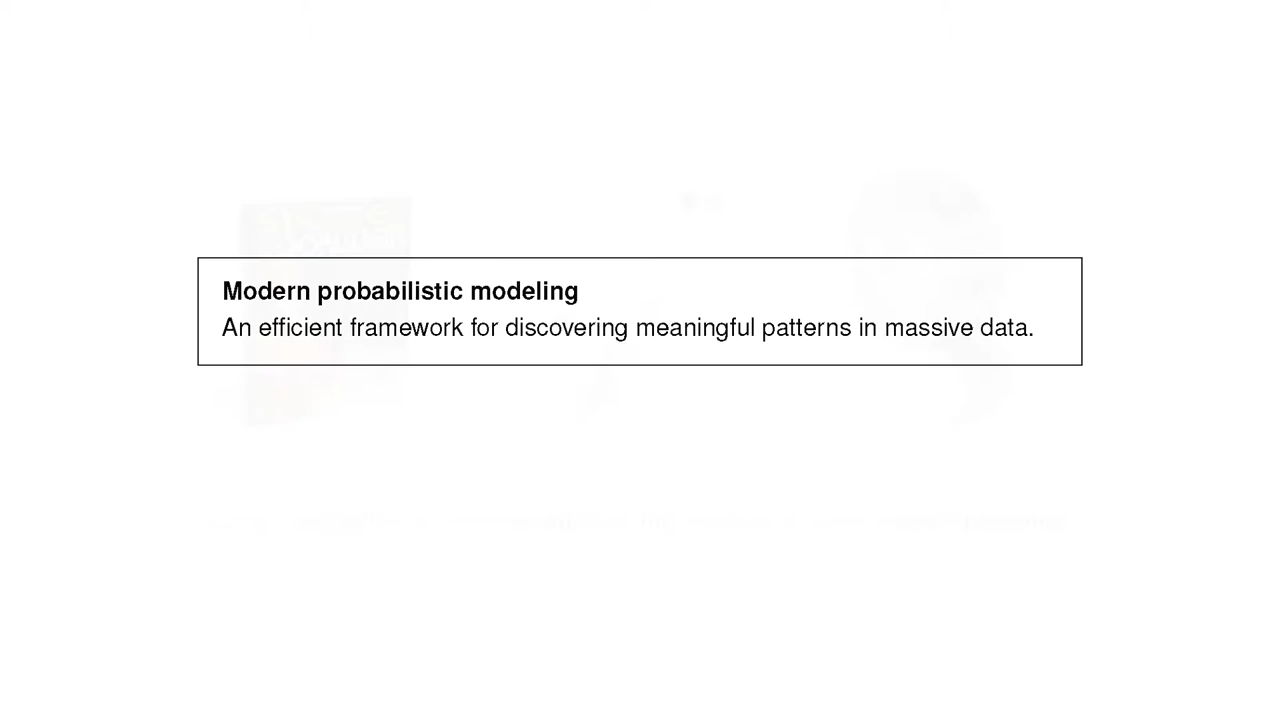 Modern probabilistic modeling
An efficient framework for discovering meaningful patterns in massive data.